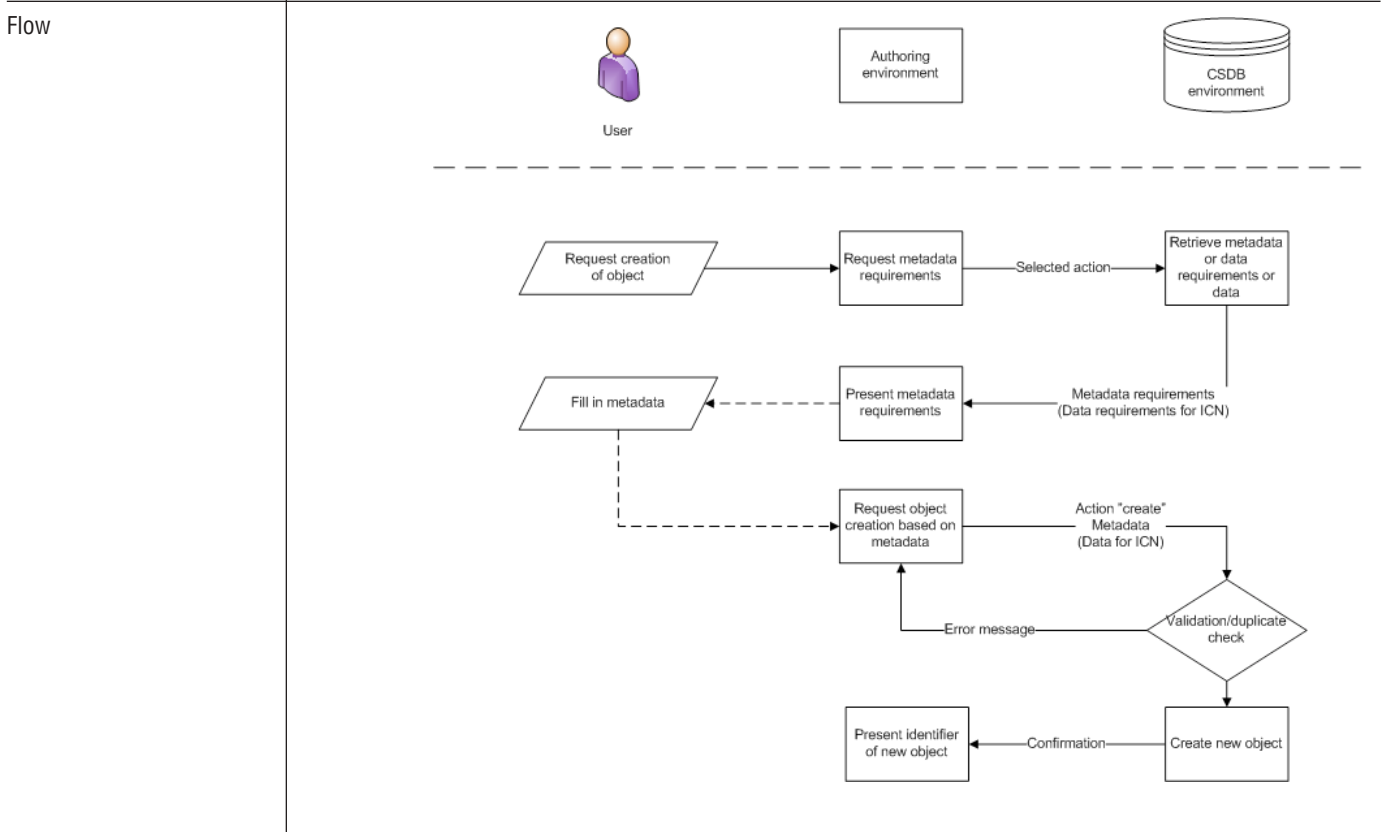 Flow
Authoring
environment
CSDB
environment
User
Request creation
of object
Request metadata
requirements
Selected action
Retrieve metadata
or data
requirements or
data
Fill in metadata
Present metadata
requirements
Metadata requirements
(Data requirements for ICN)
Request object
creation based on
metadata
Action "create"
Metadata
(Data for ICN)
Error message
Validation/duplicate
check
Present identifier
of new object
Confirmation
Create new object